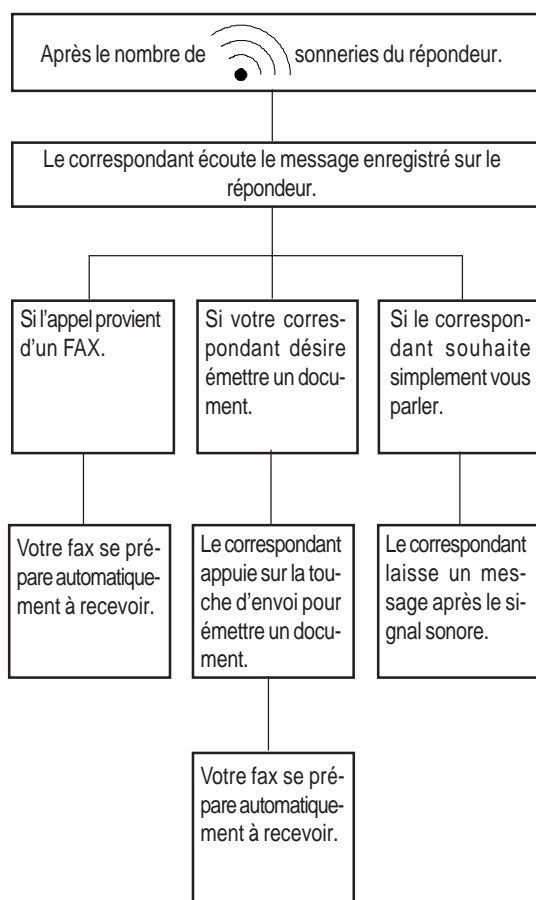 Après le nombre de sonneries du répondeur.
Le correspondant écoute le message enregistré sur le
répondeur.
Si l'appel provient
d'un FAX.
Si votre corres-
pondant désire
émettre un docu-
ment.
Si le correspon-
dant souhaite
simplement vous
parler.
Votre fax se pré-
pare automatique-
ment à recevoir.
Le correspondant
appuie sur la tou-
che d'envoi pour
émettre un docu-
ment.
Le correspondant
laisse un mes-
sage après le si-
gnal sonore.
Votre fax se pré-
pare automatique-
ment à recevoir.